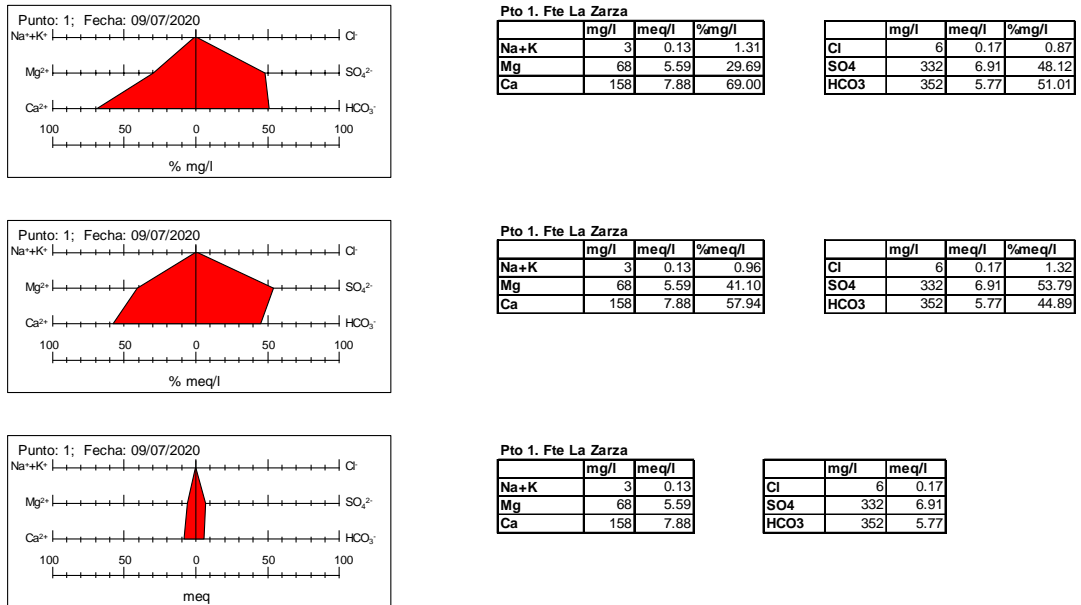 Punto: 1; Fecha: 09/07/2020
Na⁺+K⁺ Cl⁻
Mg²⁺ SO₄²⁻
Ca²⁺ HCO₃⁻
100 50 0 50 100
% mg/l
Pto 1. Fte La Zarza
mg/l meq/l %mg/l
Na+K 3 0.13 1.31
Mg 68 5.59 29.69
Ca 158 7.88 69.00
mg/l meq/l %mg/l
Cl 6 0.17 0.87
SO4 332 6.91 48.12
HCO3 352 5.77 51.01
Punto: 1; Fecha: 09/07/2020
Na⁺+K⁺ Cl⁻
Mg²⁺ SO₄²⁻
Ca²⁺ HCO₃⁻
100 50 0 50 100
% meq/l
Pto 1. Fte La Zarza
mg/l meq/l %meq/l
Na+K 3 0.13 0.96
Mg 68 5.59 41.10
Ca 158 7.88 57.94
mg/l meq/l %meq/l
Cl 6 0.17 1.32
SO4 332 6.91 53.79
HCO3 352 5.77 44.89
Punto: 1; Fecha: 09/07/2020
Na⁺+K⁺ Cl⁻
Mg²⁺ SO₄²⁻
Ca²⁺ HCO₃⁻
100 50 0 50 100
meq
Pto 1. Fte La Zarza
mg/l meq/l
Na+K 3 0.13
Mg 68 5.59
Ca 158 7.88
mg/l meq/l
Cl 6 0.17
SO4 332 6.91
HCO3 352 5.77